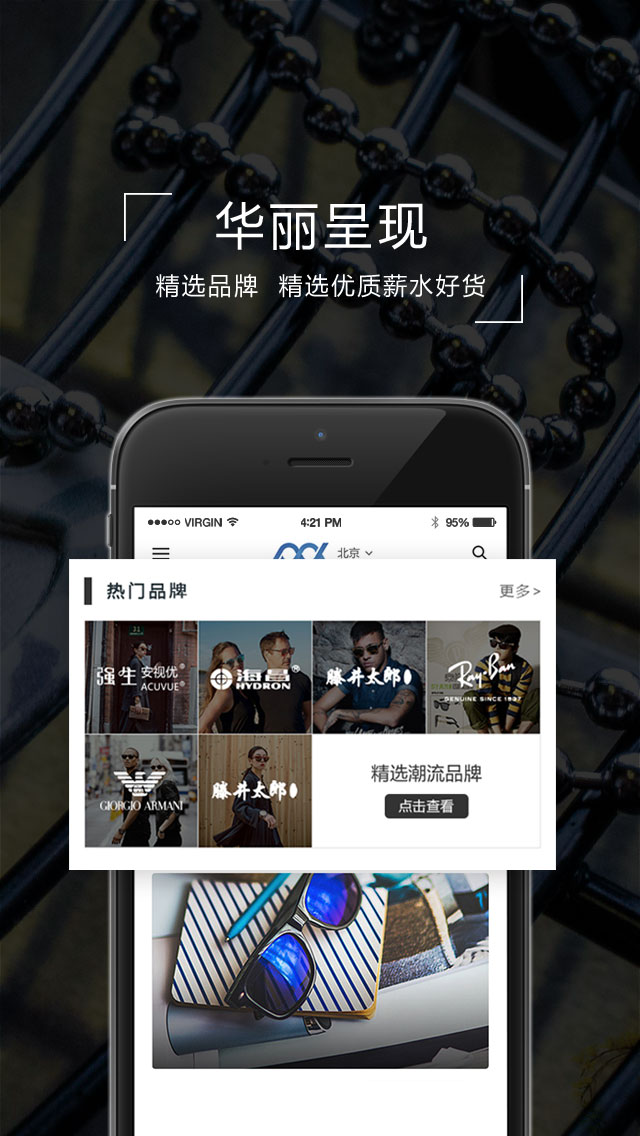 华丽呈现
精选品牌 精选优质薪水好货
VIRGIN 4:21 PM 95%
北京
热门品牌 更多>
强生 安视优 ACUVUE®
海昌® HYDRON
藤井太郎
Ray-Ban
GENUINE SINCE 1937
GIORGIO ARMANI
藤井太郎
精选潮流品牌
点击查看